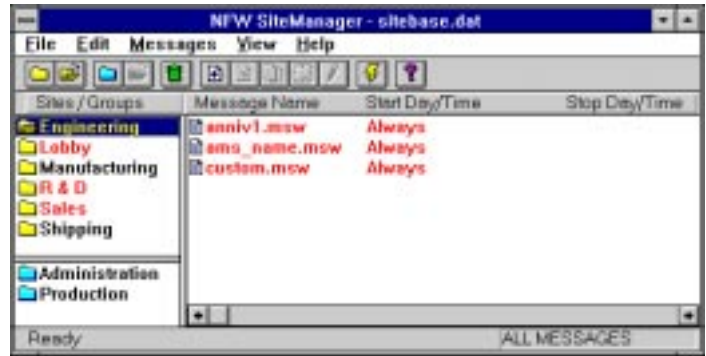 NFW SiteManager - sitebase.dat
File Edit Messages View Help
Sites / Groups Message Name Start Day/Time Stop Day/Time
Engineering anniv1.msw Always
Lobby ams_name.msw Always
Manufacturing custom.msw Always
R & D
Sales
Shipping
Administration
Production
Ready ALL MESSAGES